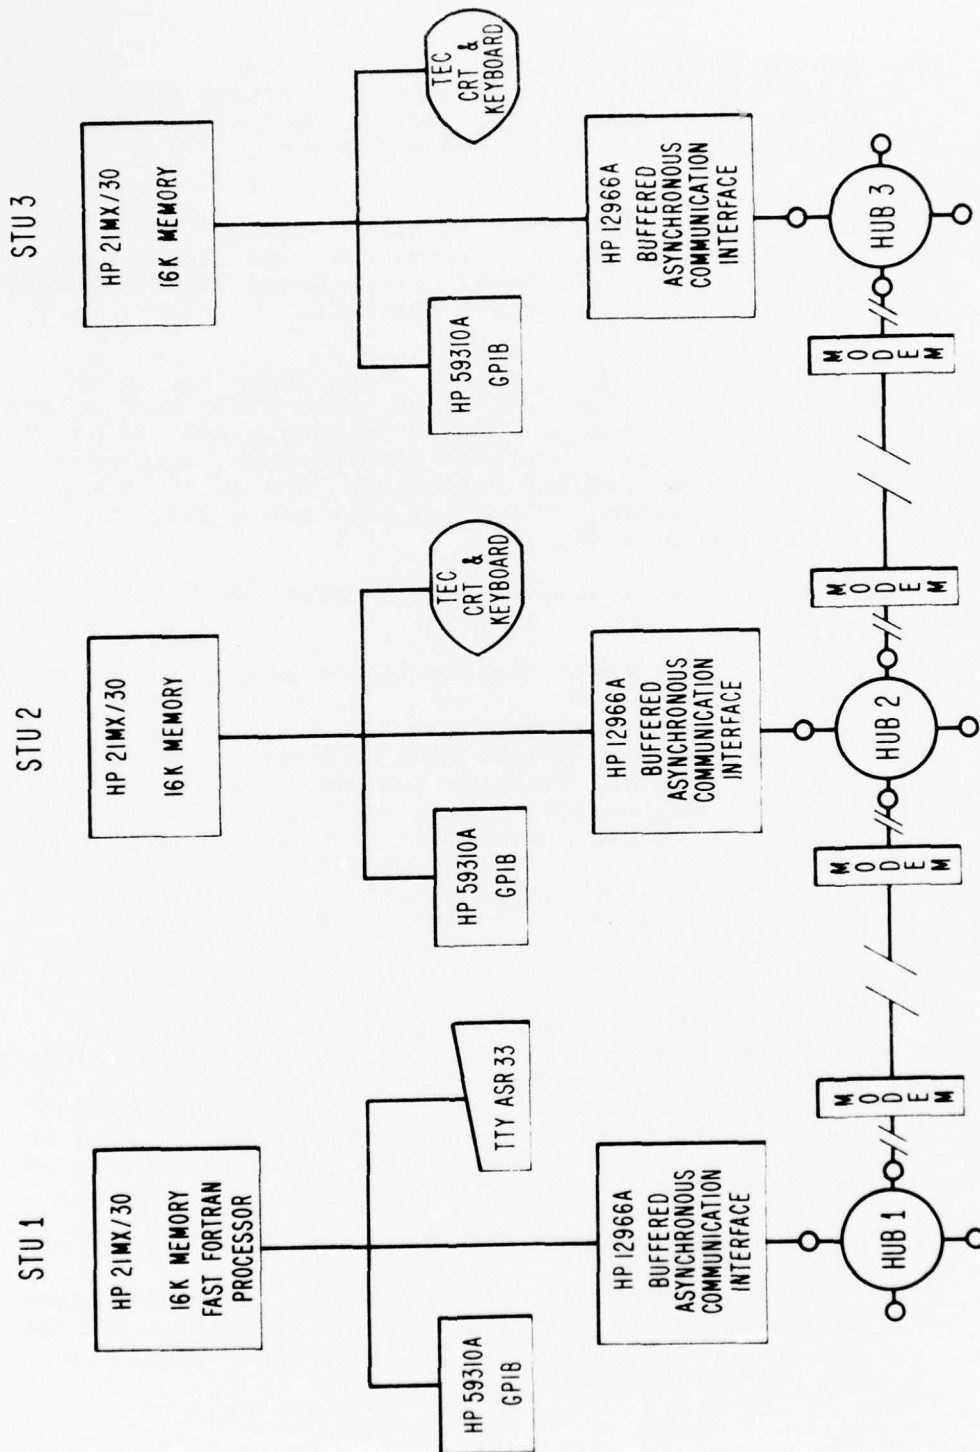 STU 1
HP 21MX/30
16K MEMORY
FAST FORTRAN
PROCESSOR
HP 59310A
GPIB
TTY ASR 33
HP 12966A
BUFFERED
ASYNCHRONOUS
COMMUNICATION
INTERFACE
HUB 1
MODEM
MODEM
STU 2
HP 21MX/30
16K MEMORY
HP 59310A
GPIB
TEC
CRT &
KEYBOARD
HP 12966A
BUFFERED
ASYNCHRONOUS
COMMUNICATION
INTERFACE
HUB 2
MODEM
MODEM
STU 3
HP 21MX/30
16K MEMORY
HP 59310A
GPIB
TEC
CRT &
KEYBOARD
HP 12966A
BUFFERED
ASYNCHRONOUS
COMMUNICATION
INTERFACE
HUB 3